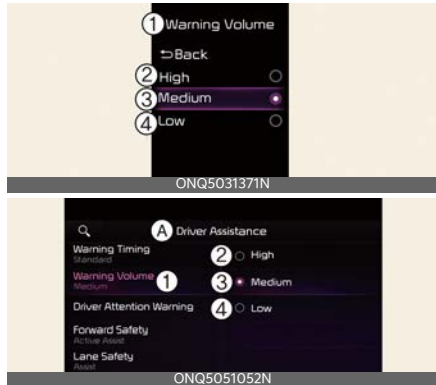 1 Warning Volume
Back
2 High
3 Medium
4 Low
ONQ5031371N
A Driver Assistance
Warning Timing
Standard
2 High
Warning Volume 1
Medium
3 Medium
Driver Attention Warning
4 Low
Forward Safety
Active Assist
Lane Safety
Assist
ONQ5051052N